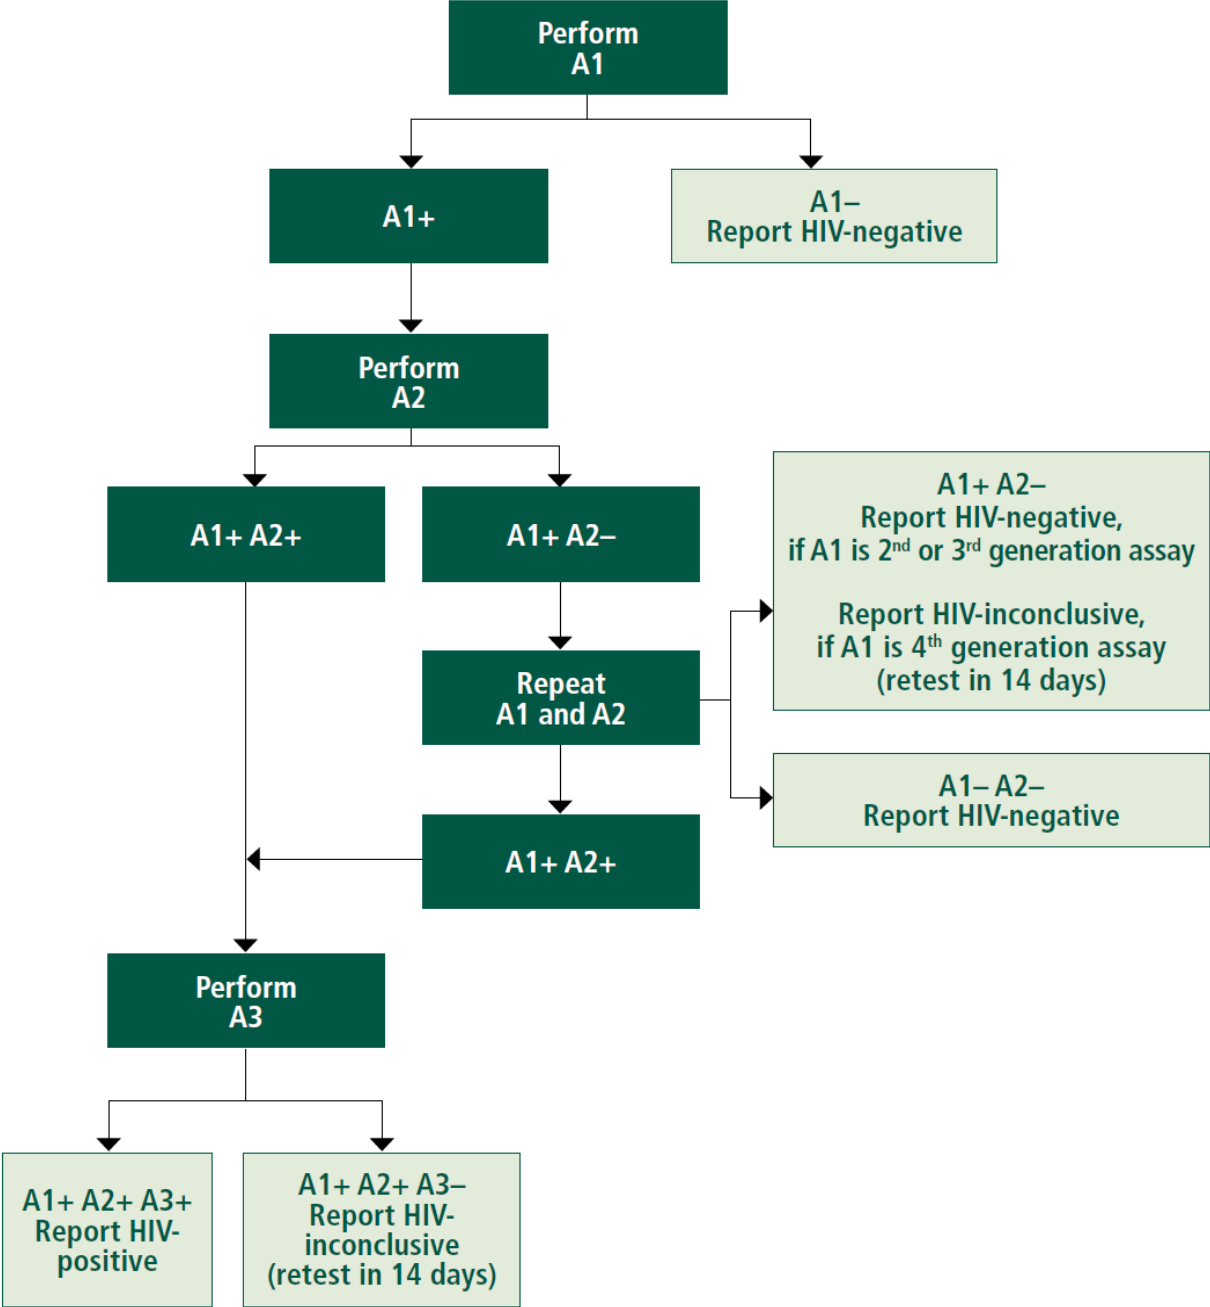 Perform
A1
A1+
A1–
Report HIV-negative
Perform
A2
A1+ A2+
A1+ A2–
A1+ A2–
Report HIV-negative,
if A1 is 2nd or 3rd generation assay
Report HIV-inconclusive,
if A1 is 4th generation assay
(retest in 14 days)
Repeat
A1 and A2
A1– A2–
Report HIV-negative
A1+ A2+
Perform
A3
A1+ A2+ A3+
Report HIV-
positive
A1+ A2+ A3–
Report HIV-
inconclusive
(retest in 14 days)